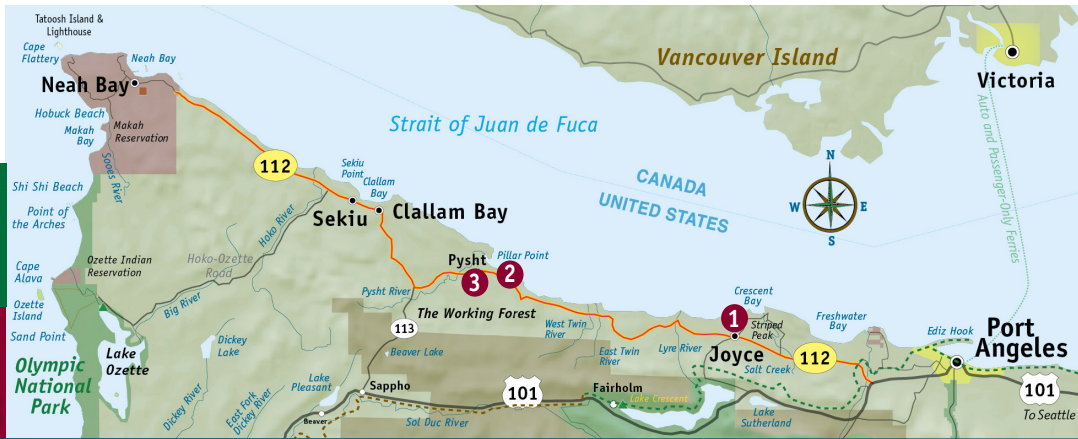 Tatoosh Island &
Lighthouse
Cape
Flattery
Neah Bay
Neah Bay
Hobuck Beach
Makah
Bay
Makah
Reservation
Sooes River
Shi Shi Beach
Point of
the Arches
Cape
Alava
Ozette Indian
Reservation
Ozette
Island
Sand Point
Olympic
National
Park
Lake
Ozette
Big River
Hoko-Ozette
Road
Hoko River
112
Sekiu
Point
Clallam
Bay
Sekiu
Clallam Bay
Strait of Juan de Fuca
Vancouver Island
CANADA
UNITED STATES
N
W
E
S
Victoria
Auto and Passenger-Only Ferries
Pysht
3
2
Pillar Point
Pysht River
The Working Forest
113
Beaver Lake
Dickey
Lake
Dickey River
East Fork
Dickey River
Lake
Pleasant
Beaver
Sappho
Sol Duc River
101
West Twin
River
East Twin
River
Lyre River
Fairholm
Lake Crescent
1
Crescent
Bay
Striped
Peak
Joyce
Salt Creek
112
Freshwater
Bay
Lake
Sutherland
Ediz Hook
Port
Angeles
101
To Seattle